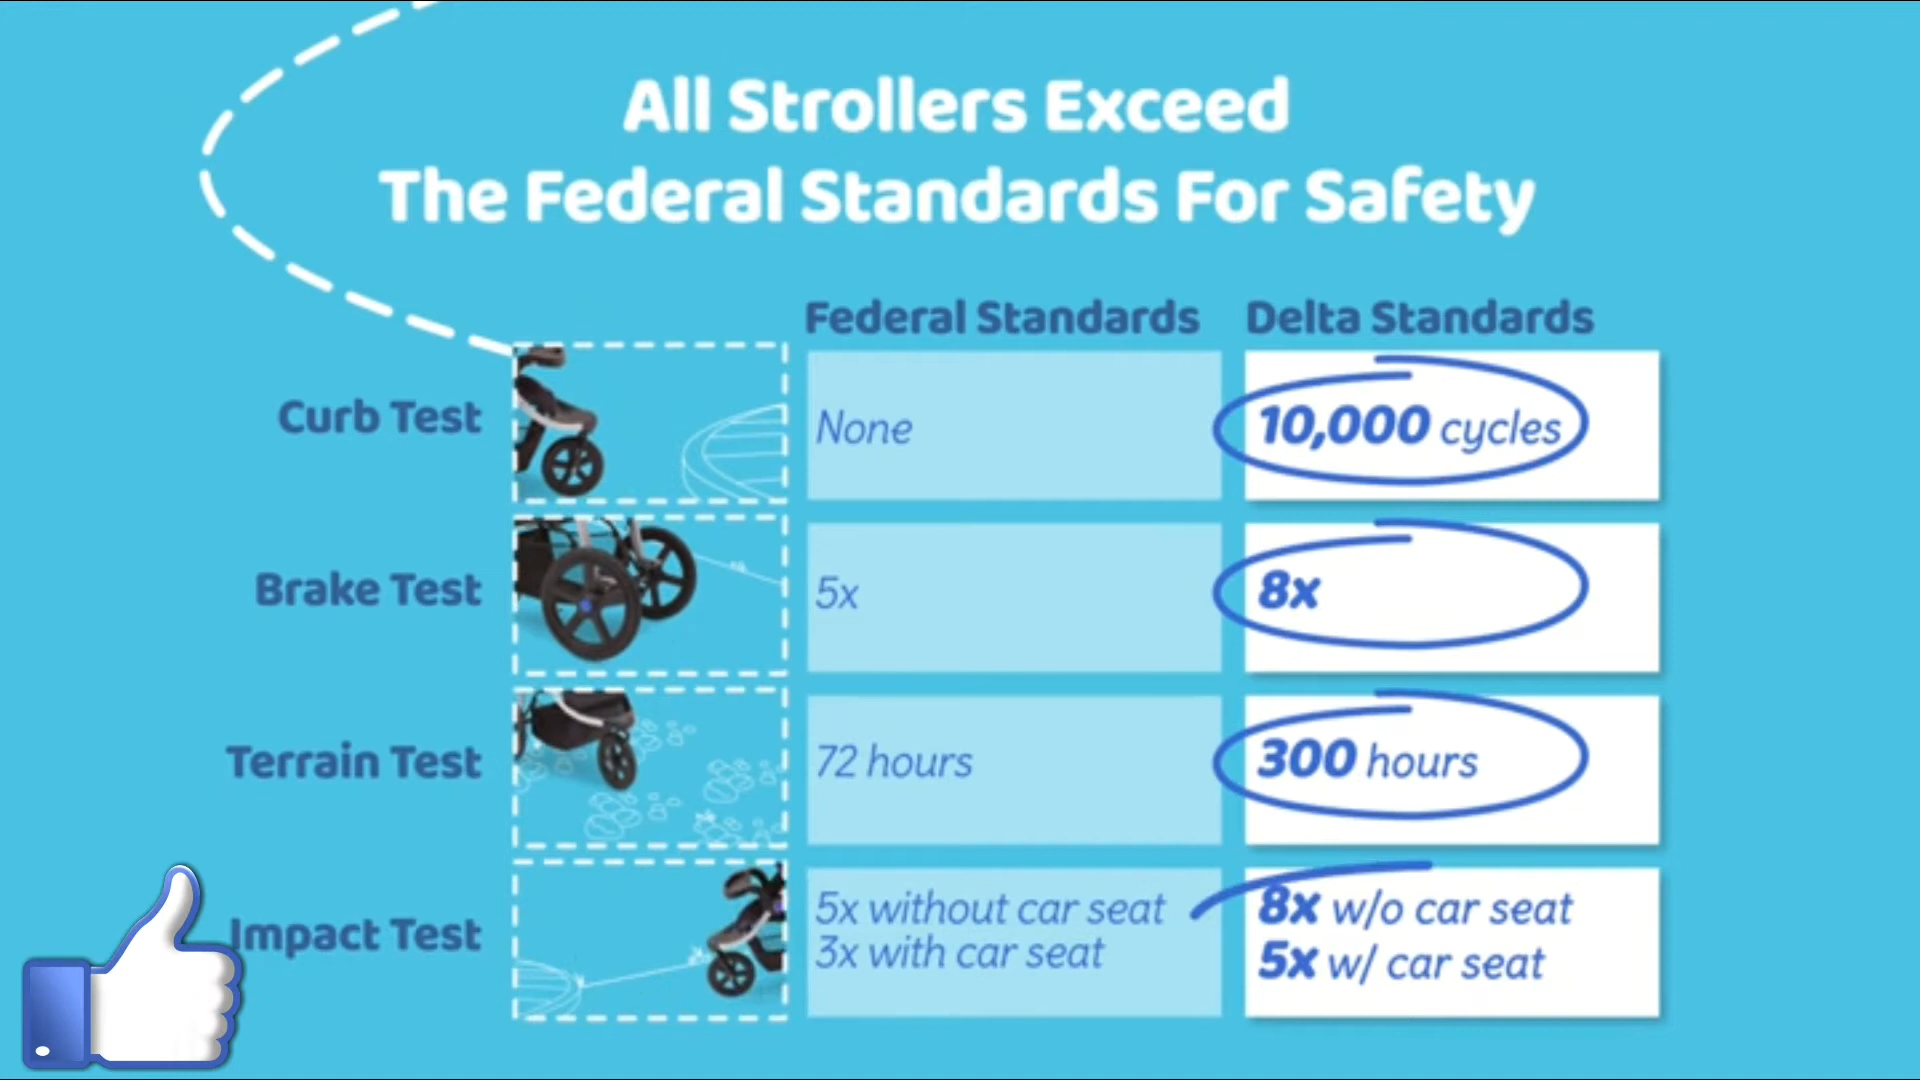 All Strollers Exceed
The Federal Standards For Safety
Federal Standards Delta Standards
Curb Test None 10,000 cycles
Brake Test 5x 8x
Terrain Test 72 hours 300 hours
Impact Test 5x without car seat 8x w/o car seat
3x with car seat 5x w/ car seat